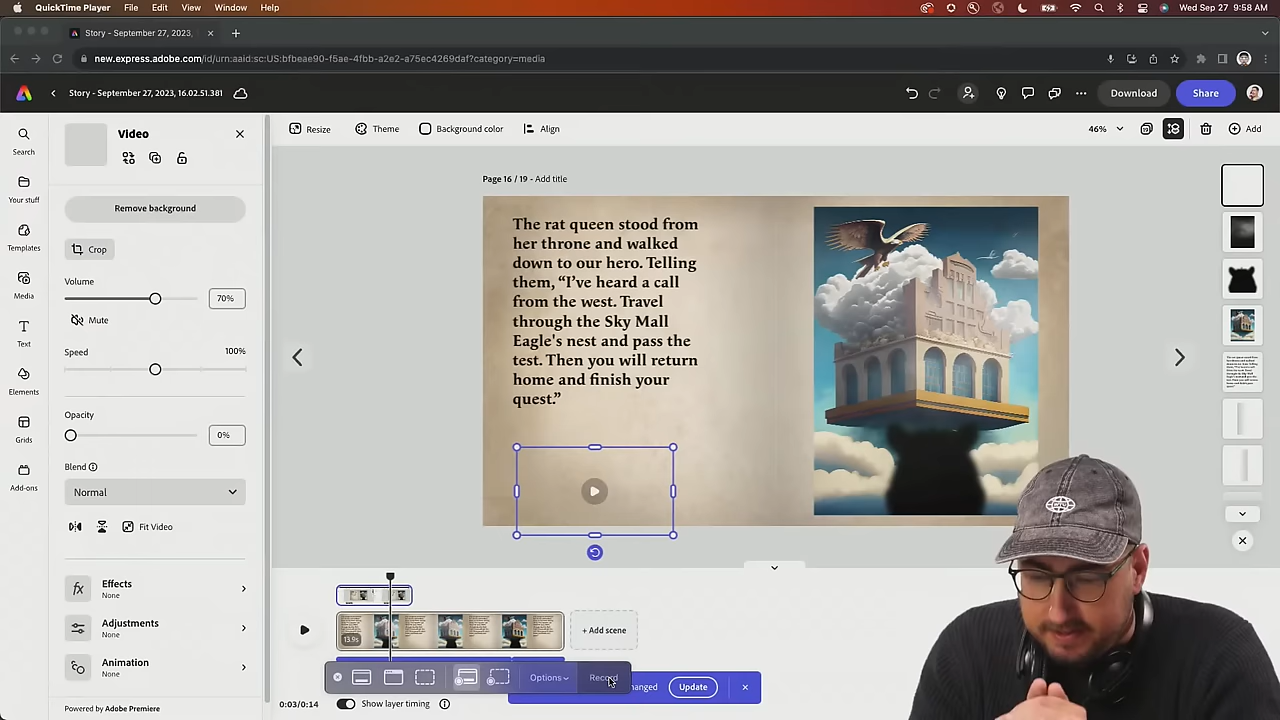 QuickTime Player File Edit View Window Help
Wed Sep 27 9:58 AM
Story - September 27, 2023,
new.express.adobe.com/id/urn:aaid:sc:US:bfbeae90-f5ae-4fbb-a2e2-a75ec4269daf?category=media
Story - September 27, 2023, 16.02.51.381
Download
Share
Search
Your stuff
Templates
Media
Text
Elements
Grids
Add-ons
Video
Remove background
Crop
Volume
70%
Mute
Speed
100%
Opacity
0%
Blend
Normal
Fit Video
Effects
None
Adjustments
None
Animation
None
Powered by Adobe Premiere
Resize Theme Background color Align
46%
Add
Page 16 / 19 - Add title
The rat queen stood from
her throne and walked
down to our hero. Telling
them, “I’ve heard a call
from the west. Travel
through the Sky Mall
Eagle's nest and pass the
test. Then you will return
home and finish your
quest.”
13.9s
+ Add scene
Options
Record
hanged
Update
0:03/0:14
Show layer timing